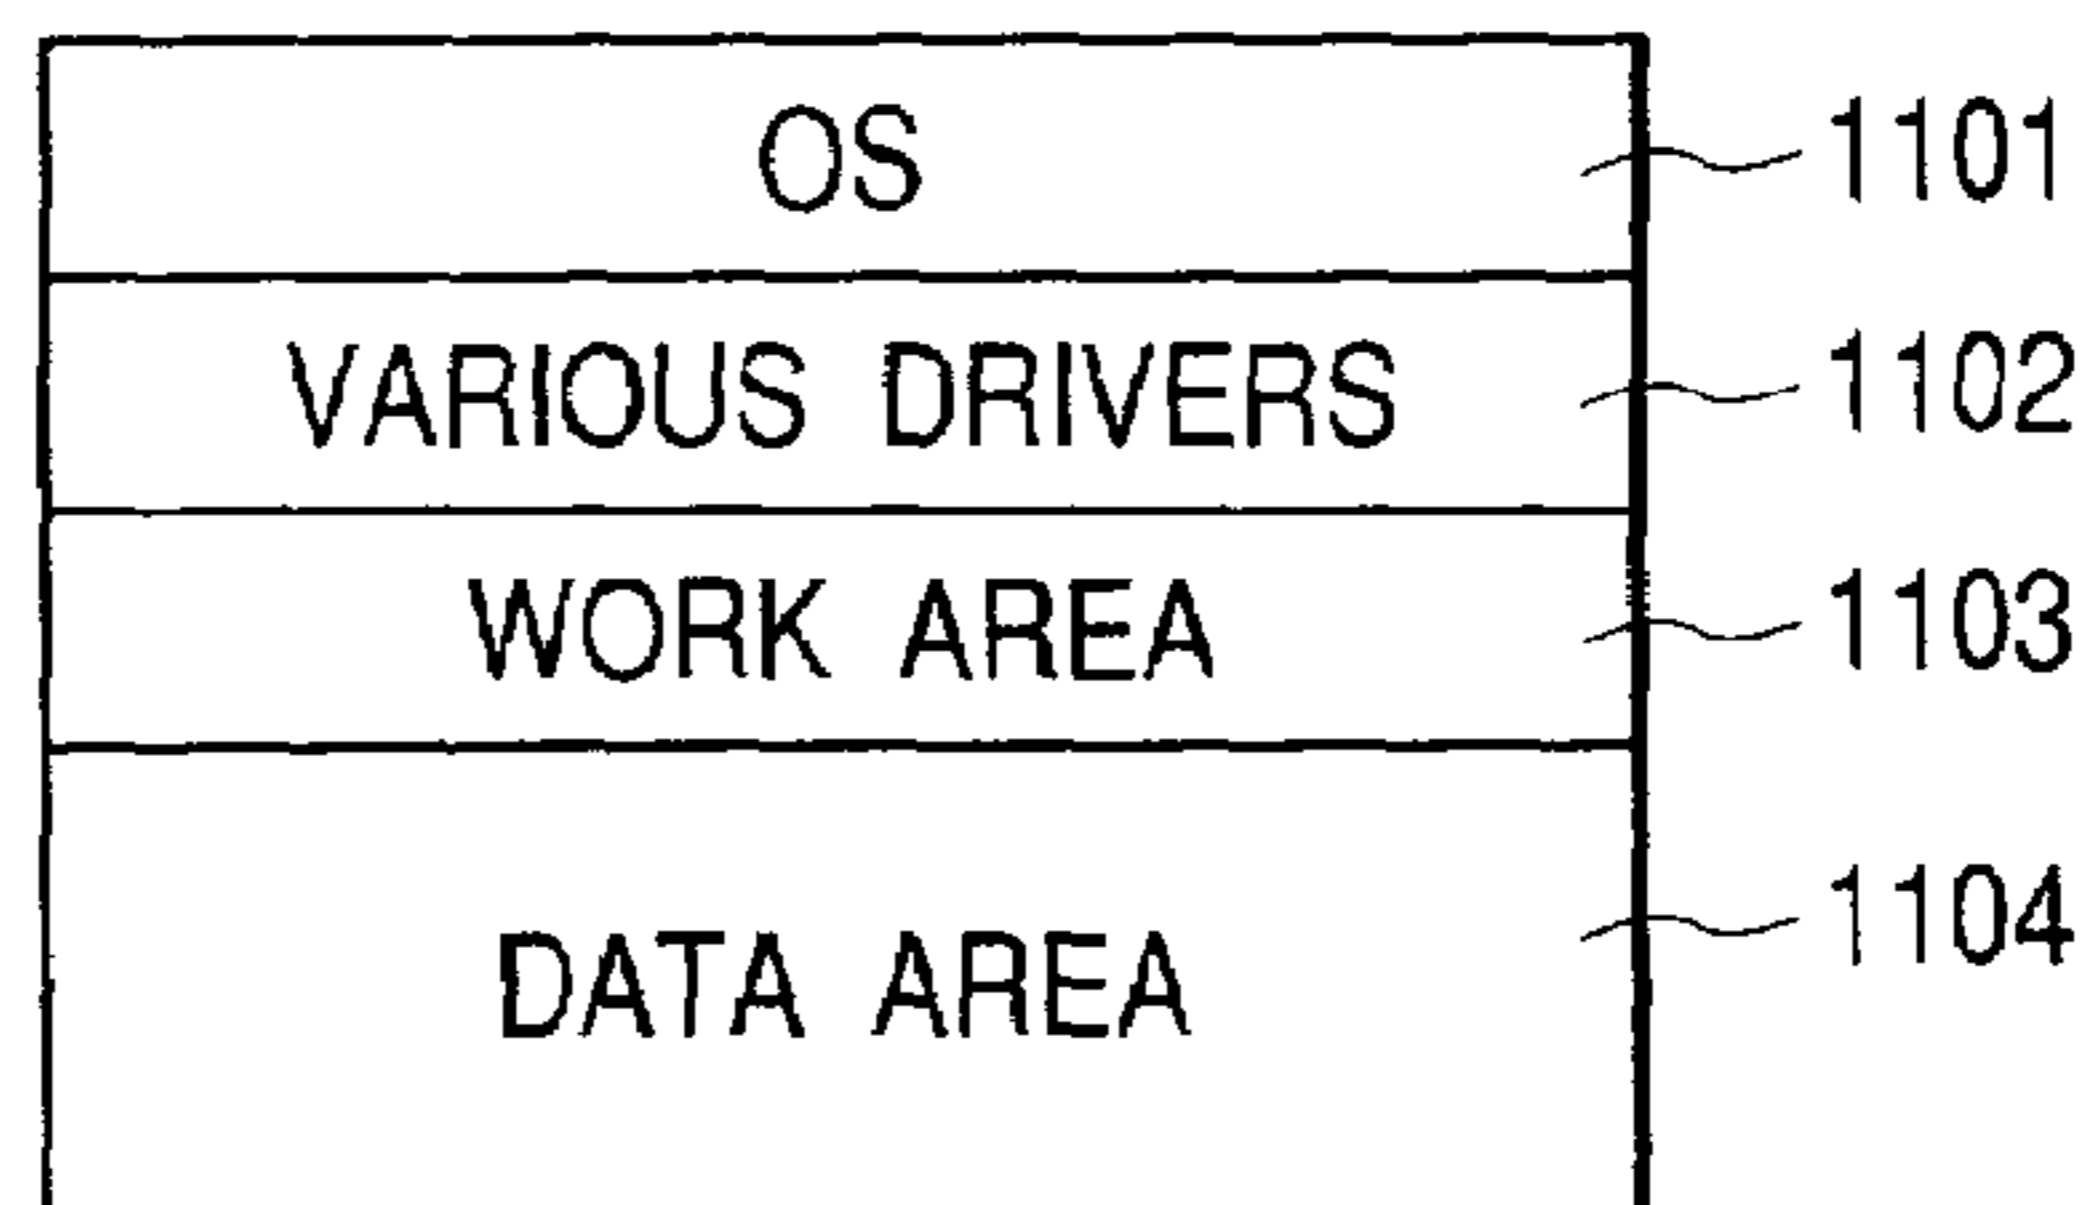 OS 1101
VARIOUS DRIVERS 1102
WORK AREA 1103
DATA AREA 1104